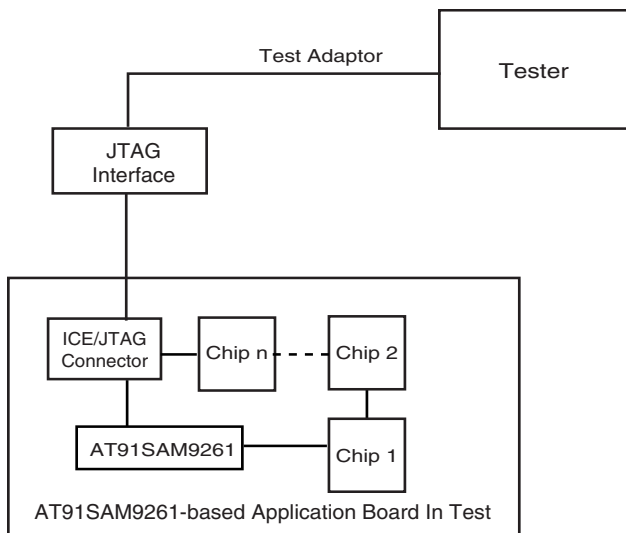 Test Adaptor
Tester
JTAG
Interface
ICE/JTAG
Connector
Chip n
Chip 2
AT91SAM9261
Chip 1
AT91SAM9261-based Application Board In Test